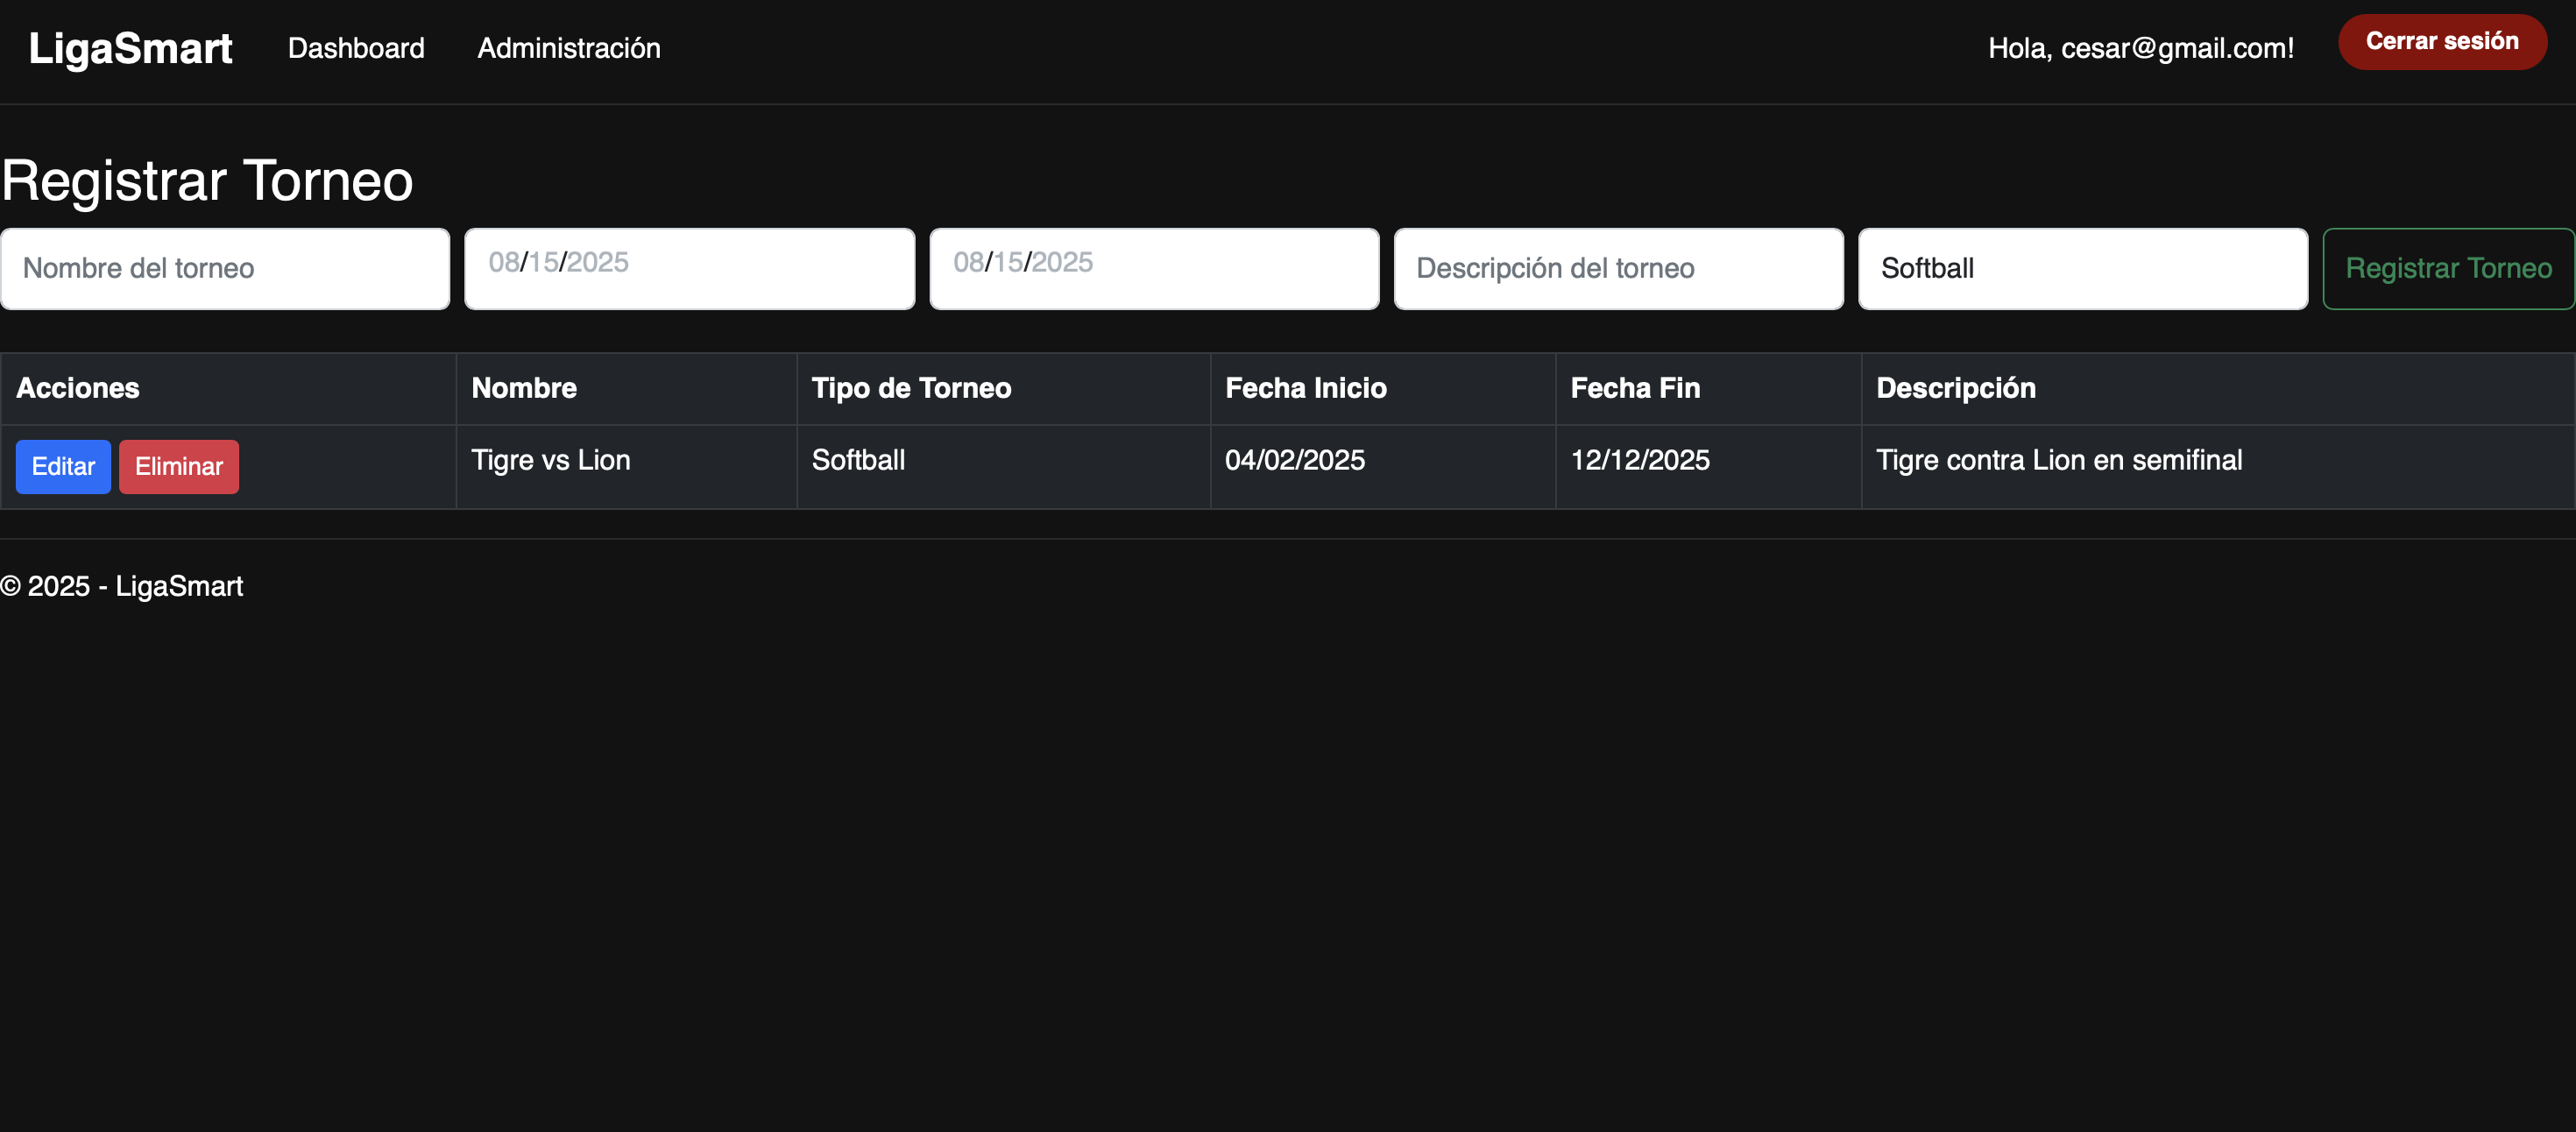 LigaSmart Dashboard Administración Hola, cesar@gmail.com! Cerrar sesión
Registrar Torneo
Nombre del torneo 08/15/2025 08/15/2025 Descripción del torneo Softball Registrar Torneo
Acciones Nombre Tipo de Torneo Fecha Inicio Fecha Fin Descripción
Editar Eliminar Tigre vs Lion Softball 04/02/2025 12/12/2025 Tigre contra Lion en semifinal
© 2025 - LigaSmart